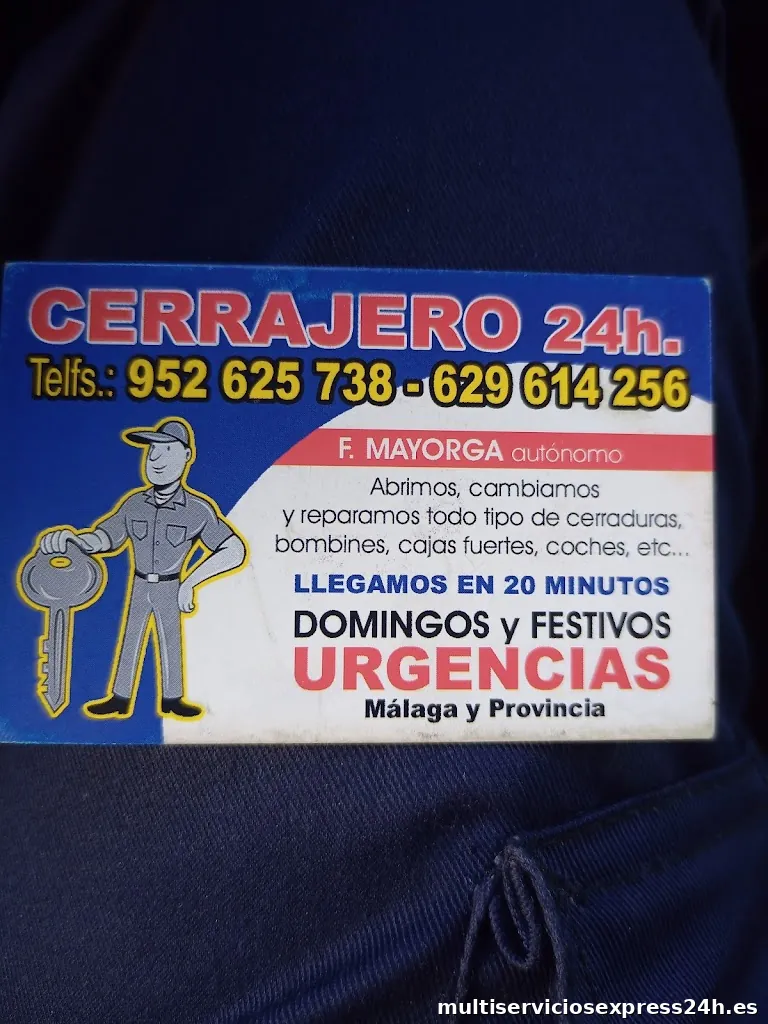 CERRAJERO 24h.
Telfs.: 952 625 738 - 629 614 256
F. MAYORGA autónomo
Abrimos, cambiamos
y reparamos todo tipo de cerraduras,
bombines, cajas fuertes, coches, etc...
LLEGAMOS EN 20 MINUTOS
DOMINGOS y FESTIVOS
URGENCIAS
Málaga y Provincia
multiserviciosexpress24h.es